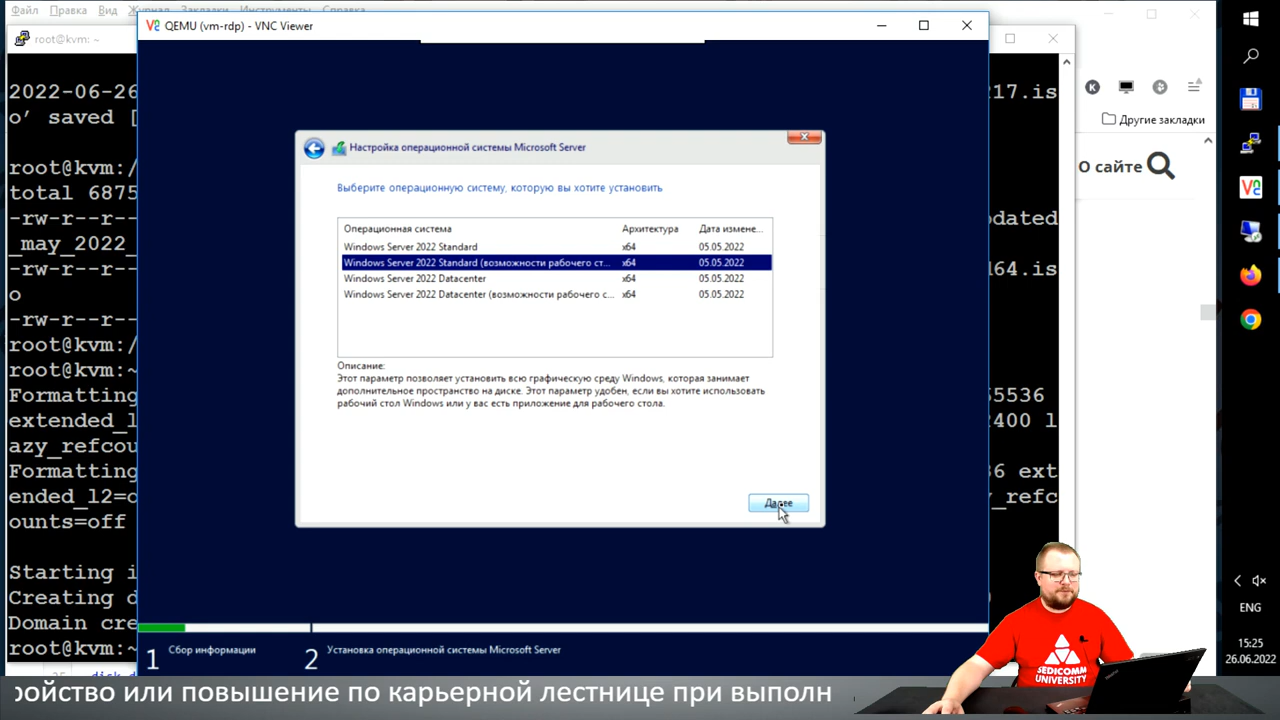 Файл Правка Вид Журнал Закладки Инструменты Справка
QEMU (vm-rdp) - VNC Viewer
root@kvm: ~
2022-06-26
217.is
o’ saved [
root@kvm:/
total 6875
-rw-r--r--
pdated
_may_2022_
-rw-r--r--
64.is
o
-rw-r--r--
root@kvm:/
root@kvm:~
Formatting
5536
extended_l
2400 l
azy_refcou
Formatting
36 ext
ended_l2=o
_refc
ounts=off
Starting i
Creating d
Domain cre
root@kvm:~
Другие закладки
О сайте
Настройка операционной системы Microsoft Server
Выберите операционную систему, которую вы хотите установить
Операционная система Архитектура Дата измене...
Windows Server 2022 Standard x64 05.05.2022
Windows Server 2022 Standard (возможности рабочего ст... x64 05.05.2022
Windows Server 2022 Datacenter x64 05.05.2022
Windows Server 2022 Datacenter (возможности рабочего с... x64 05.05.2022
Описание:
Этот параметр позволяет установить всю графическую среду Windows, которая занимает
дополнительное пространство на диске. Этот параметр удобен, если вы хотите использовать
рабочий стол Windows или у вас есть приложение для рабочего стола.
Далее
1 Сбор информации
2 Установка операционной системы Microsoft Server
ENG
15:25
26.06.2022
SEDICOMM
UNIVERSITY
ройство или повышение по карьерной лестнице при выполн